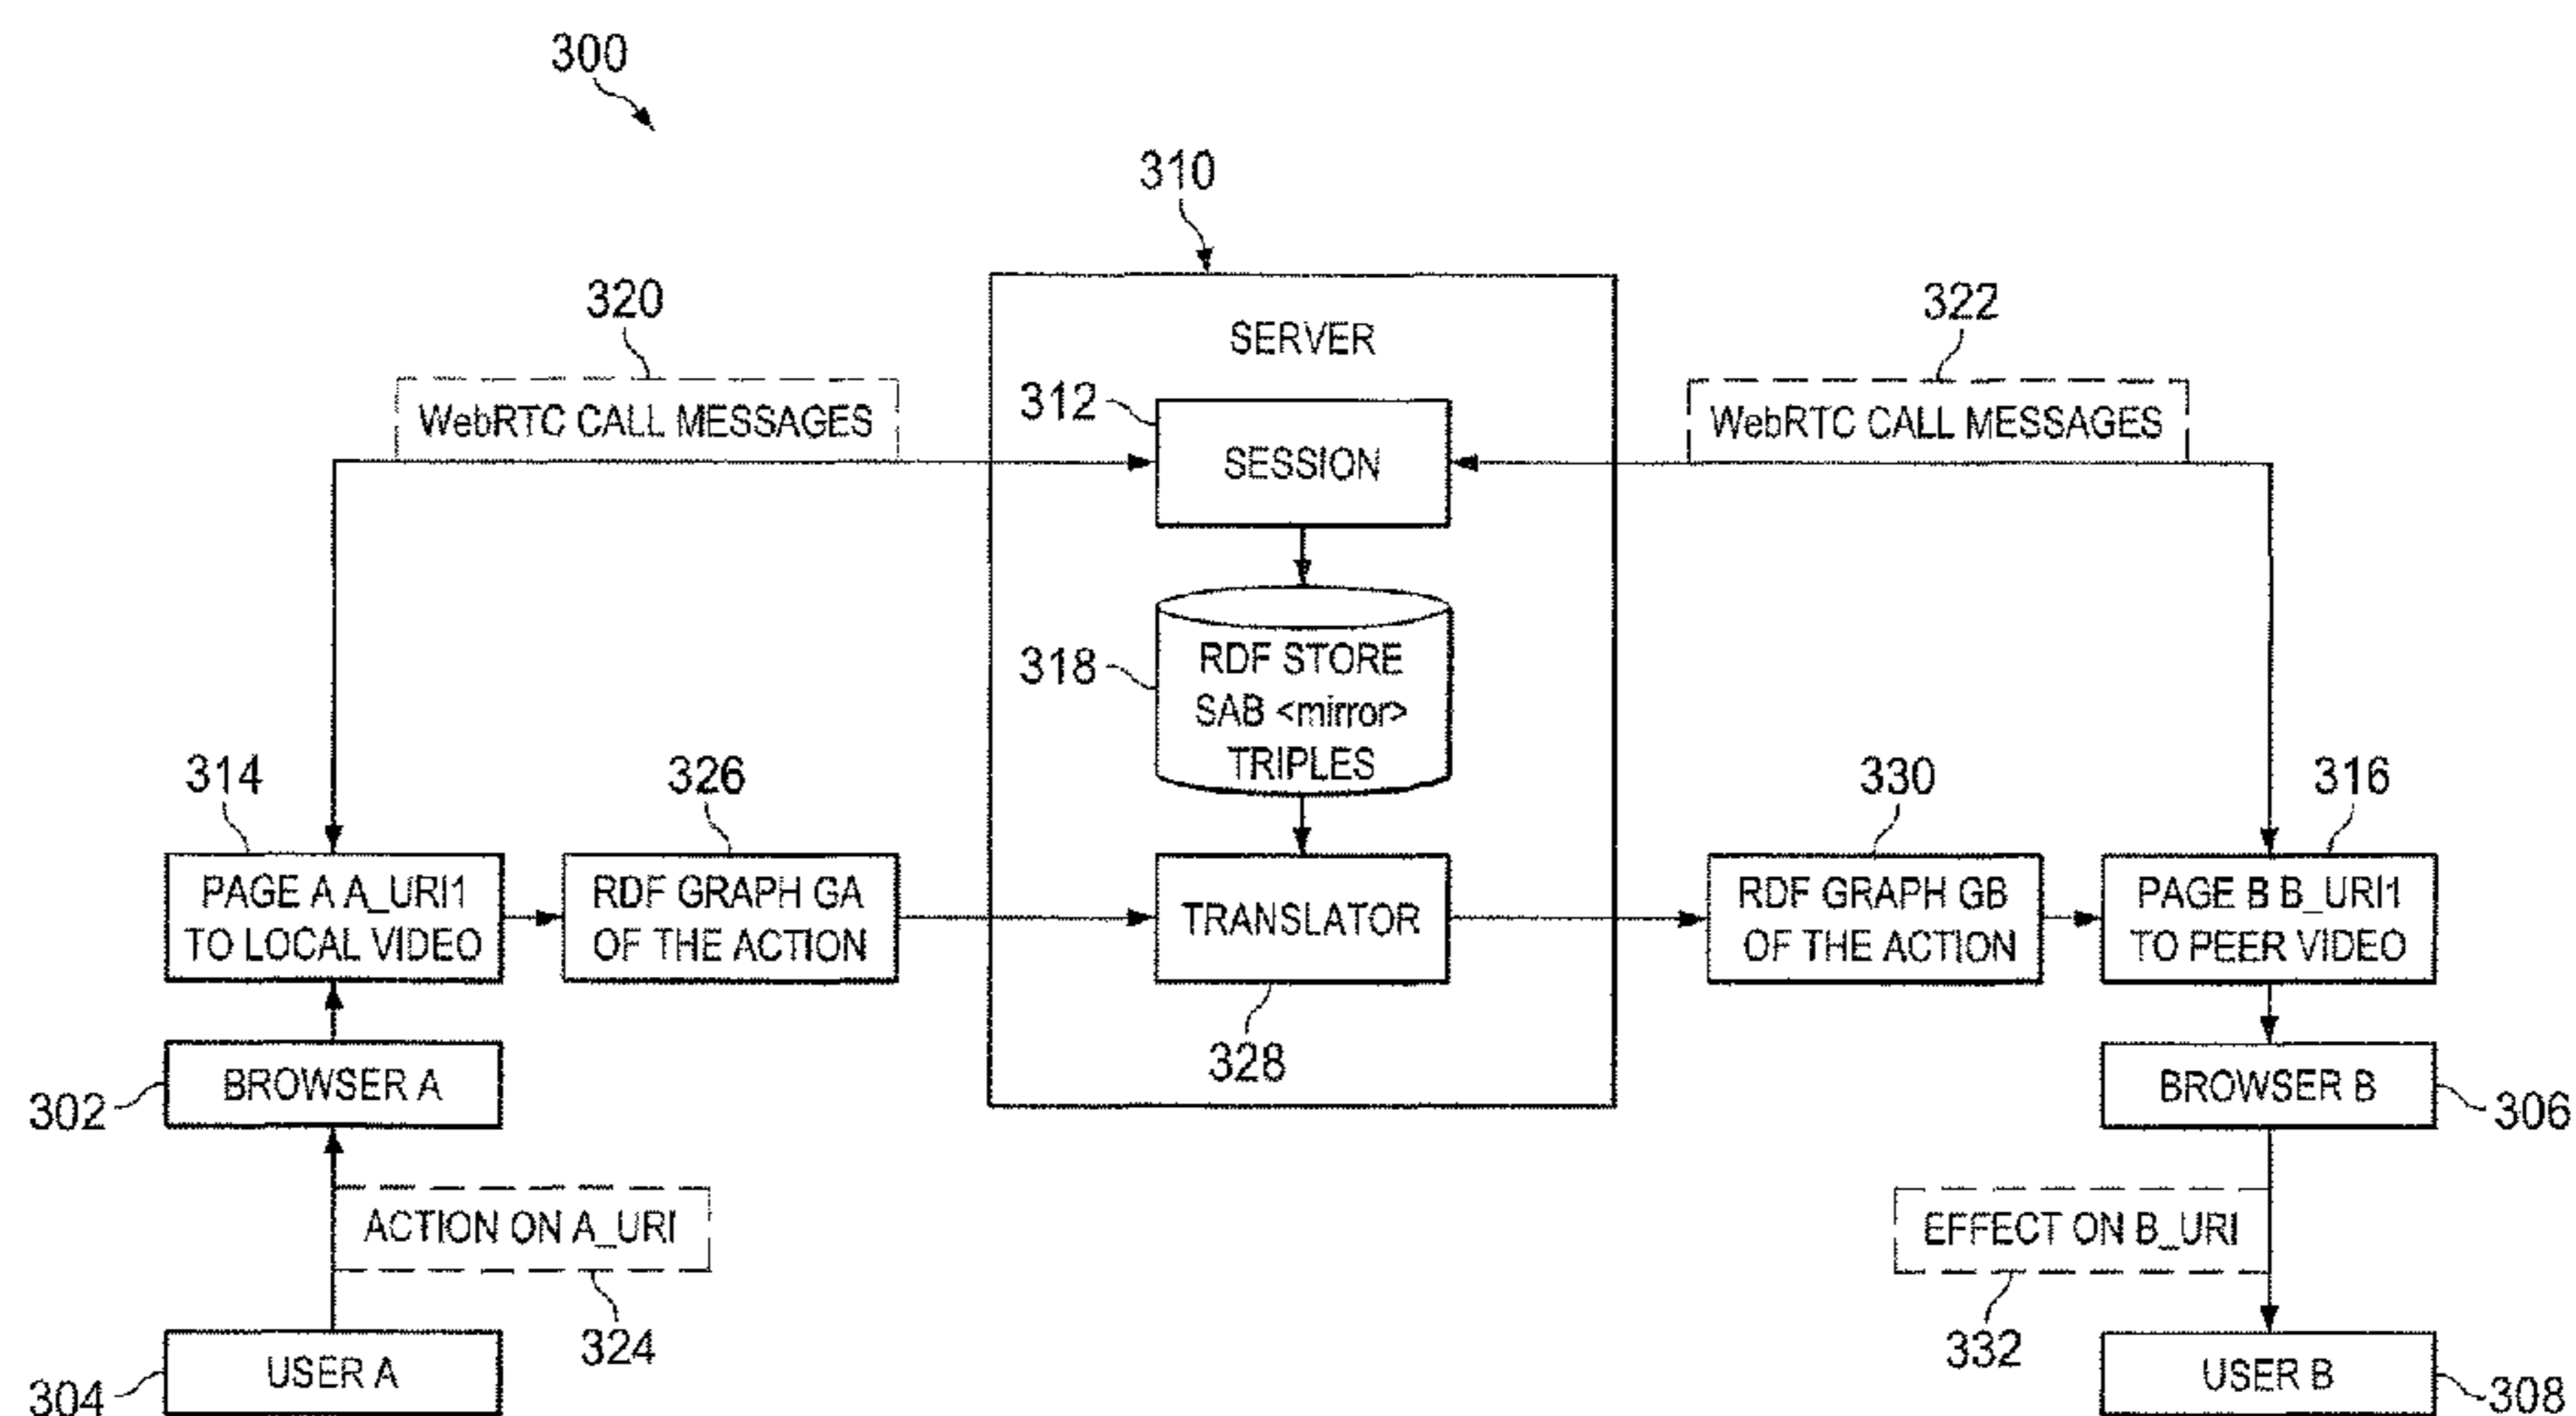 300
310
320
322
SERVER
WebRTC CALL MESSAGES
312
WebRTC CALL MESSAGES
SESSION
318
RDF STORE
SAB <mirror>
TRIPLES
314
326
330
316
PAGE A A_URI1
TO LOCAL VIDEO
RDF GRAPH GA
OF THE ACTION
TRANSLATOR
RDF GRAPH GB
OF THE ACTION
PAGE B B_URI1
TO PEER VIDEO
328
302
BROWSER A
BROWSER B
306
ACTION ON A_URI
EFFECT ON B_URI
324
332
304
USER A
USER B
308